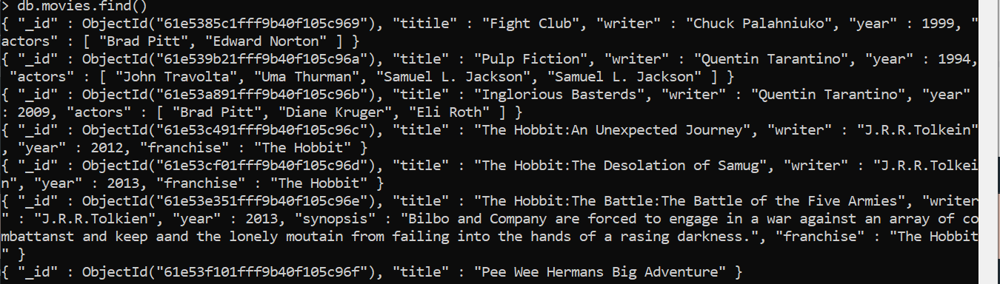 > db.movies.find()
{ "_id" : ObjectId("61e5385c1fff9b40f105c969"), "titile" : "Fight Club", "writer" : "Chuck Palahniuko", "year" : 1999, "
actors" : [ "Brad Pitt", "Edward Norton" ] }
{ "_id" : ObjectId("61e539b21fff9b40f105c96a"), "title" : "Pulp Fiction", "writer" : "Quentin Tarantino", "year" : 1994,
 "actors" : [ "John Travolta", "Uma Thurman", "Samuel L. Jackson", "Samuel L. Jackson" ] }
{ "_id" : ObjectId("61e53a891fff9b40f105c96b"), "title" : "Inglorious Basterds", "writer" : "Quentin Tarantino", "year"
: 2009, "actors" : [ "Brad Pitt", "Diane Kruger", "Eli Roth" ] }
{ "_id" : ObjectId("61e53c491fff9b40f105c96c"), "title" : "The Hobbit:An Unexpected Journey", "writer" : "J.R.R.Tolkein"
, "year" : 2012, "franchise" : "The Hobbit" }
{ "_id" : ObjectId("61e53cf01fff9b40f105c96d"), "title" : "The Hobbit:The Desolation of Samug", "writer" : "J.R.R.Tolkei
n", "year" : 2013, "franchise" : "The Hobbit" }
{ "_id" : ObjectId("61e53e351fff9b40f105c96e"), "title" : "The Hobbit:The Battle:The Battle of the Five Armies", "writer
" : "J.R.R.Tolkien", "year" : 2013, "synopsis" : "Bilbo and Company are forced to engage in a war against an array of co
mbattanst and keep aand the lonely moutain from failing into the hands of a rasing darkness.", "franchise" : "The Hobbit
" }
{ "_id" : ObjectId("61e53f101fff9b40f105c96f"), "title" : "Pee Wee Hermans Big Adventure" }